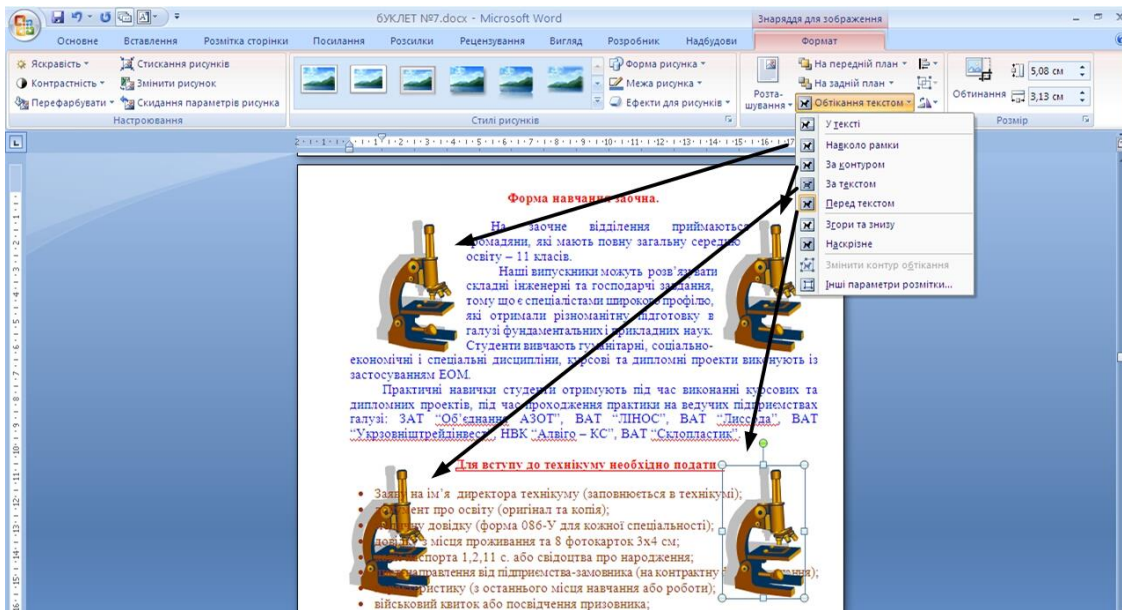 бУКЛЕТ №7.docx - Microsoft Word
Знаряддя для зображення
Основне Вставлення Розмітка сторінки Посилання Розсилки Рецензування Вигляд Розробник Надбудови Формат
Яскравість Стискання рисунків Форма рисунка На передній план 5,08 см
Контрастність Змінити рисунок Межа рисунка На задній план
Перефарбувати Скидання параметрів рисунка Ефекти для рисунків Розта- шування Обтікання текстом Обтинання 3,13 см
Настроювання Стилі рисунків Розмір
У тексті
Навколо рамки
За контуром
За текстом
Перед текстом
Згори та знизу
Наскрізне
Змінити контур обтікання
Інші параметри розмітки...
Форма навчання заочна.
На заочне відділення приймаються
громадяни, які мають повну загальну середню
освіту – 11 класів.
Наші випускники можуть розв’язувати
складні інженерні та господарчі завдання,
тому що є спеціалістами широкого профілю,
які отримали різноманітну підготовку в
галузі фундаментальних і прикладних наук.
Студенти вивчають гуманітарні, соціально-
економічні і спеціальні дисципліни, курсові та дипломні проекти виконують із
застосуванням ЕОМ.
Практичні навички студенти отримують під час виконанні курсових та
дипломних проектів, під час проходження практики на ведучих підприємствах
галузі: ЗАТ “Об’єднання АЗОТ”, ВАТ “ЛІНОС”, ВАТ “Лиссода”, ВАТ
“Укрзовніштрейдінвест”, НВК “Алвіго – КС”, ВАТ “Склопластик”.
Для вступу до технікуму необхідно подати
Заяву на ім’я директора технікуму (заповнюється в технікумі);
про освіту (оригінал та копія);
довідку (форма 086-У для кожної спеціальності);
довідку з місця проживання та 8 фотокарток 3х4 см;
паспорта 1,2,11 с. або свідоцтва про народження;
направлення від підприємства-замовника (на контрактну
(з останнього місця навчання або роботи);
військовий квиток або посвідчення призовника;